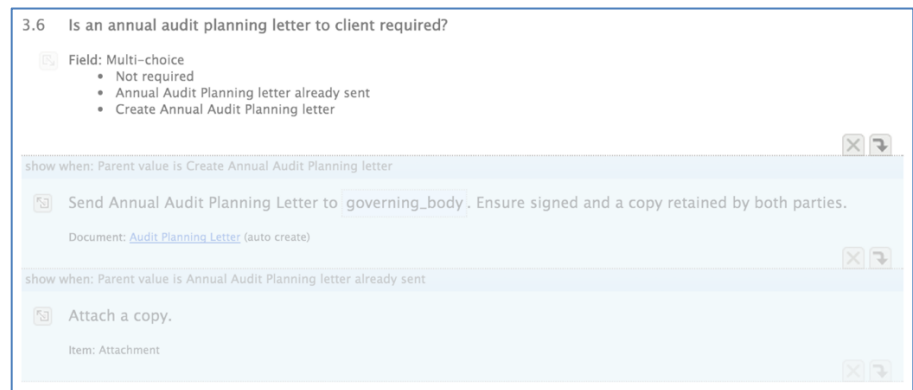 3.6 Is an annual audit planning letter to client required?
Field: Multi-choice
• Not required
• Annual Audit Planning letter already sent
• Create Annual Audit Planning letter
show when: Parent value is Create Annual Audit Planning letter
Send Annual Audit Planning Letter to governing_body. Ensure signed and a copy retained by both parties.
Document: Audit Planning Letter (auto create)
show when: Parent value is Annual Audit Planning letter already sent
Attach a copy.
Item: Attachment